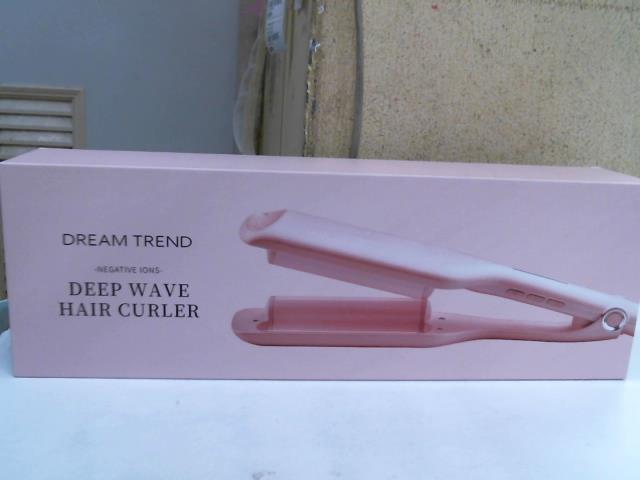 DREAM TREND
-NEGATIVE IONS-
DEEP WAVE
HAIR CURLER